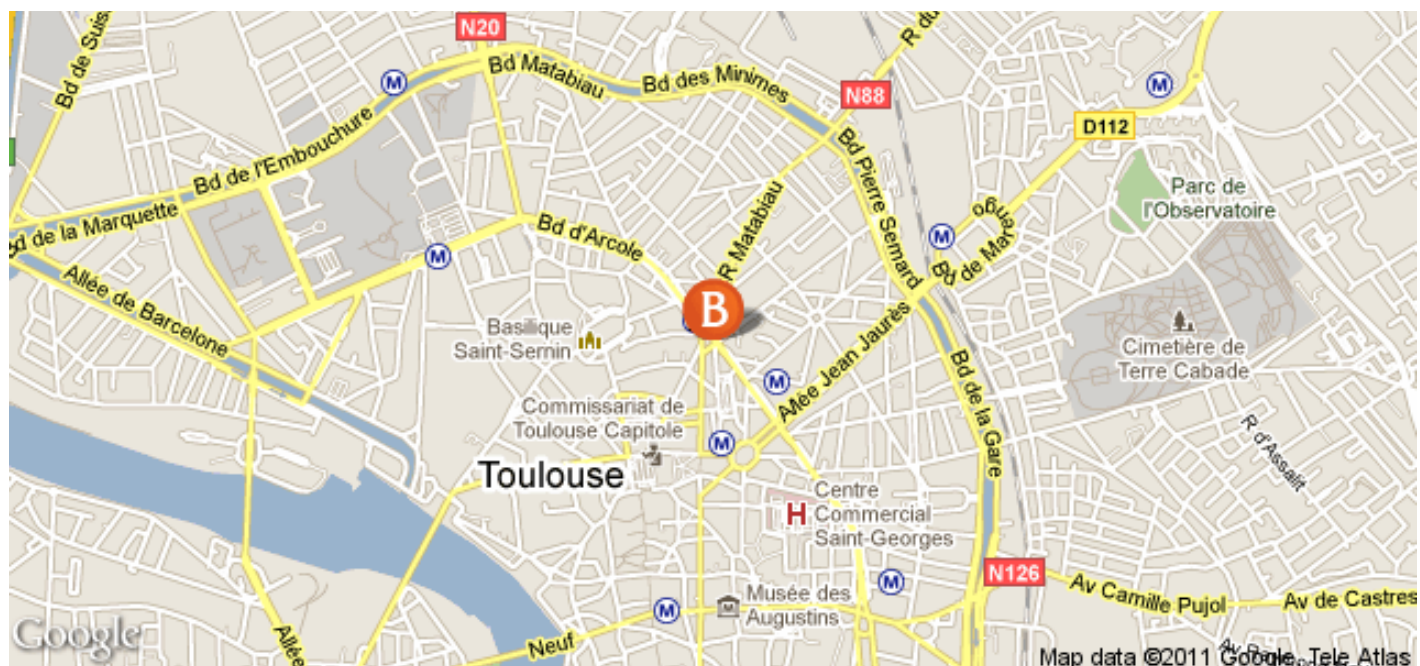 N20
Bd de Suis
M
Bd Matabiau
Bd des Minimes
R du
N88
M
D112
Bd de l'Embouchure
Bd Pierre Semard
Parc de
l'Observatoire
d de la Marquette
Bd d'Arcole
R Matabiau
M
M
Bd de Marengo
Allée de Barcelone
B
Basilique
Saint-Sernin
Allée Jean Jaurès
Cimetière de
Terre Cabade
M
Bd de la Gare
Commissariat de
Toulouse Capitole
M
R d'Assalit
Toulouse
H
Centre
Commercial
Saint-Georges
N126
M
Av Camille Pujol
Av de Castres
Musée des
Augustins
M
Neuf
Allée
Google
Map data ©2011 Google, Tele Atlas